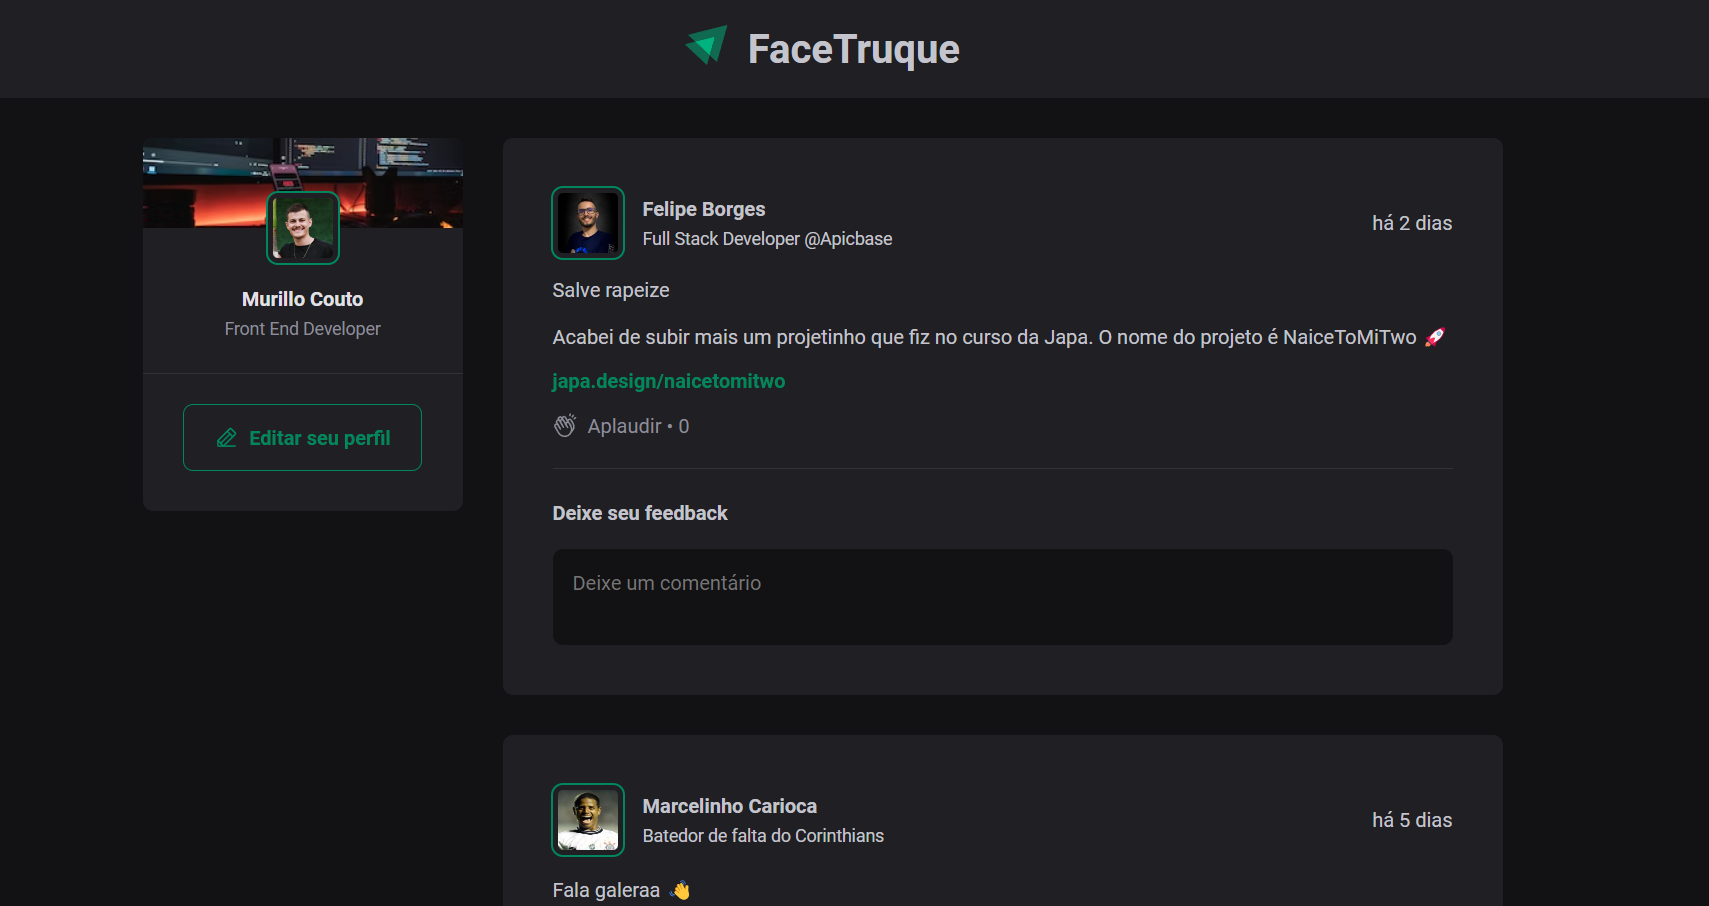 FaceTruque
Murillo Couto
Front End Developer
Editar seu perfil
Felipe Borges
Full Stack Developer @Apicbase
há 2 dias
Salve rapeize
Acabei de subir mais um projetinho que fiz no curso da Japa. O nome do projeto é NaiceToMiTwo 🚀
japa.design/naicetomitwo
Aplaudir • 0
Deixe seu feedback
Deixe um comentário
Marcelinho Carioca
Batedor de falta do Corinthians
há 5 dias
Fala galeraa 👋